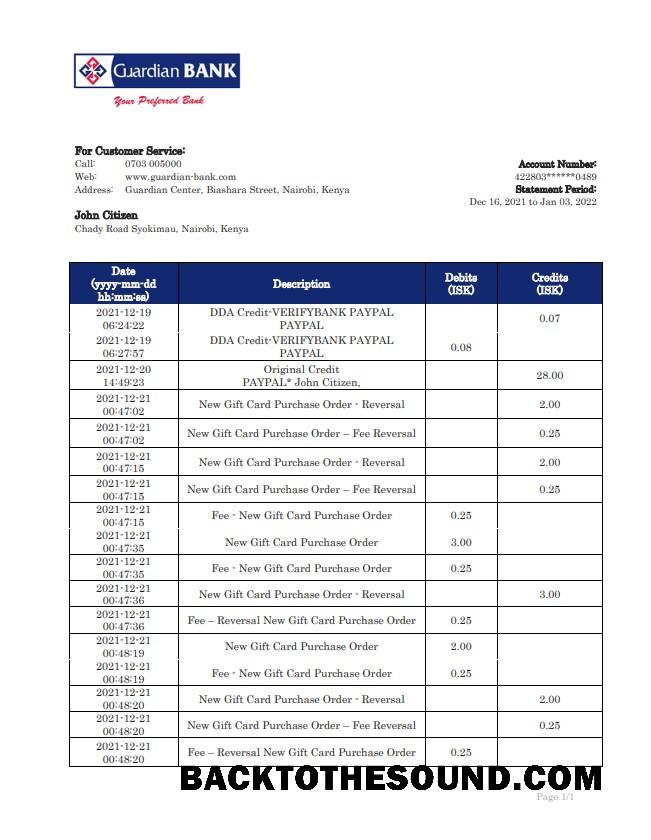 Guardian BANK
Your Preferred Bank
For Customer Service:
Call: 0703 005000
Web: www.guardian-bank.com
Address: Guardian Center, Biashara Street, Nairobi, Kenya
Account Number:
422803******0489
Statement Period:
Dec 16, 2021 to Jan 03, 2022
John Citizen
Chady Road Syokimau, Nairobi, Kenya
Date (yyyy-mm-dd hh:mm:ss) Description Debits (ISK) Credits (ISK)
2021-12-19 06:24:22 DDA Credit-VERIFYBANK PAYPAL PAYPAL 0.07
2021-12-19 06:27:57 DDA Credit-VERIFYBANK PAYPAL PAYPAL 0.08
2021-12-20 14:49:23 Original Credit PAYPAL* John Citizen, 28.00
2021-12-21 00:47:02 New Gift Card Purchase Order - Reversal 2.00
2021-12-21 00:47:02 New Gift Card Purchase Order – Fee Reversal 0.25
2021-12-21 00:47:15 New Gift Card Purchase Order - Reversal 2.00
2021-12-21 00:47:15 New Gift Card Purchase Order – Fee Reversal 0.25
2021-12-21 00:47:15 Fee - New Gift Card Purchase Order 0.25
2021-12-21 00:47:35 New Gift Card Purchase Order 3.00
2021-12-21 00:47:35 Fee - New Gift Card Purchase Order 0.25
2021-12-21 00:47:36 New Gift Card Purchase Order - Reversal 3.00
2021-12-21 00:47:36 Fee – Reversal New Gift Card Purchase Order 0.25
2021-12-21 00:48:19 New Gift Card Purchase Order 2.00
2021-12-21 00:48:19 Fee - New Gift Card Purchase Order 0.25
2021-12-21 00:48:20 New Gift Card Purchase Order - Reversal 2.00
2021-12-21 00:48:20 New Gift Card Purchase Order – Fee Reversal 0.25
2021-12-21 00:48:20 Fee – Reversal New Gift Card Purchase Order 0.25
BACKTOTHESOUND.COM
Page 1/1